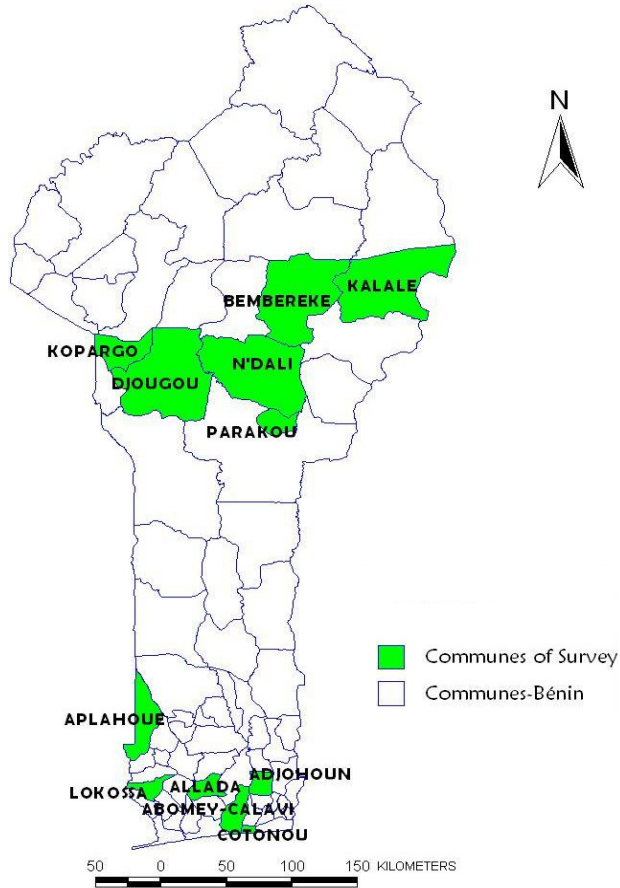 N
KALALE
BEMBEREKE
KOPARGO
N'DALI
DJOUGOU
PARAKOU
Communes of Survey
Communes-Bénin
APLAHOUE
ADJOHOUN
ALLADA
LOKOSSA
ABOMEY-CALAVI
COTONOU
50 0 50 100 150 KILOMETERS